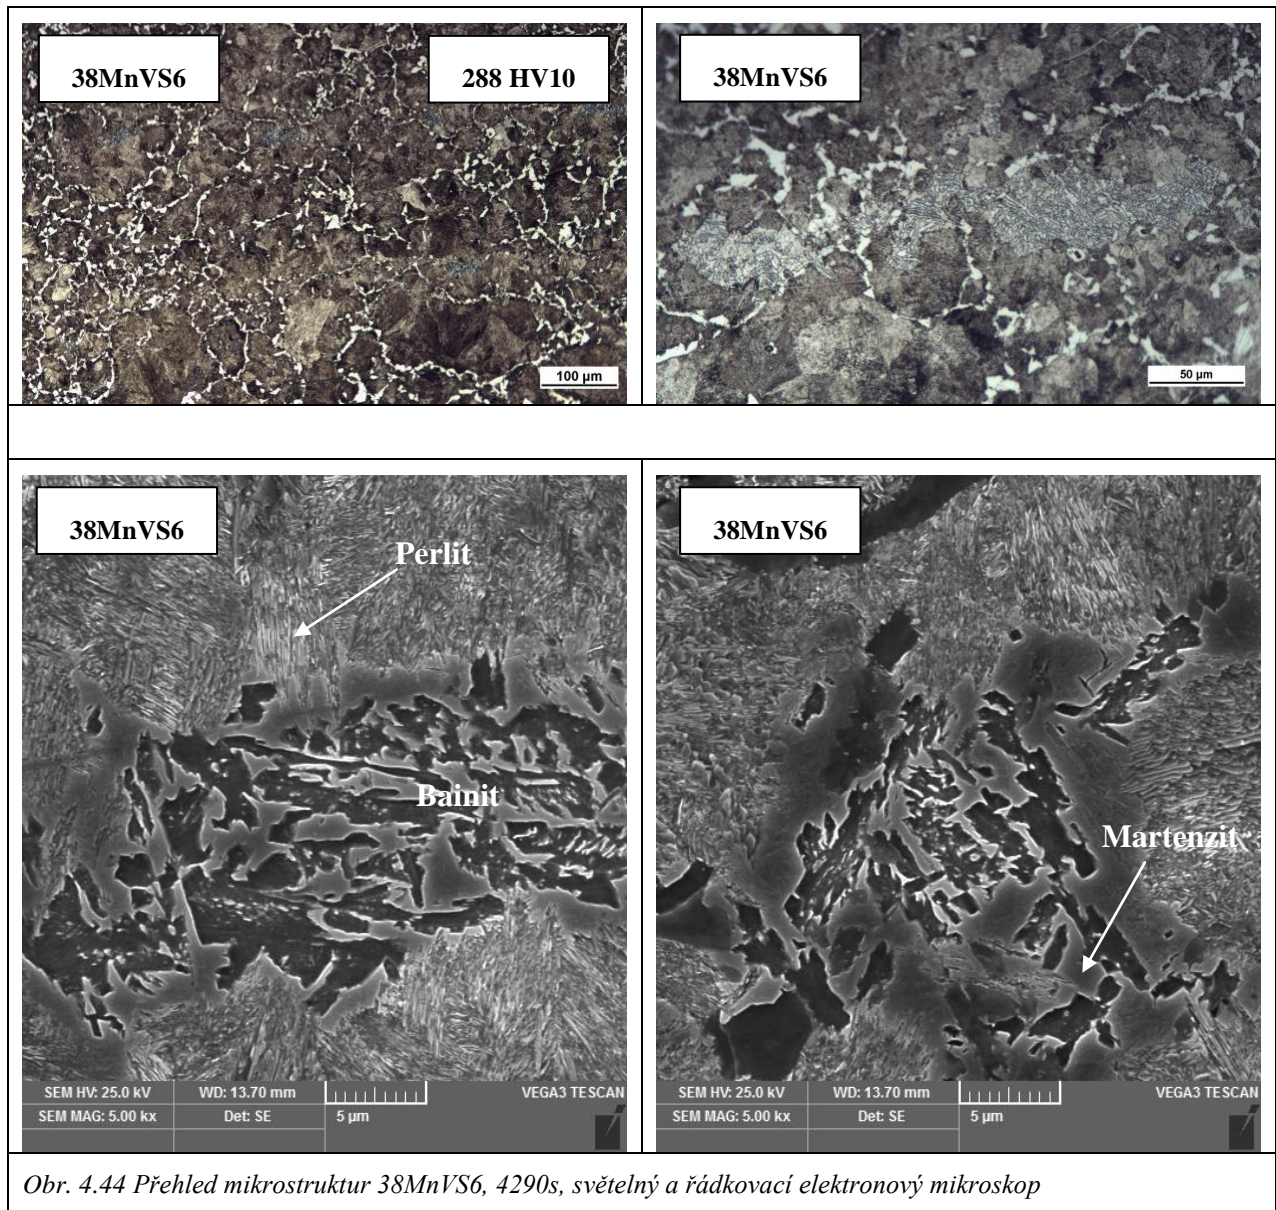 38MnVS6
288 HV10
100 µm
38MnVS6
50 µm
38MnVS6
Perlit
Bainit
SEM HV: 25.0 kV
WD: 13.70 mm
VEGA3 TESCAN
SEM MAG: 5.00 kx
Det: SE
5 µm
38MnVS6
Martenzit
SEM HV: 25.0 kV
WD: 13.70 mm
VEGA3 TESCAN
SEM MAG: 5.00 kx
Det: SE
5 µm
Obr. 4.44 Přehled mikrostruktur 38MnVS6, 4290s, světelný a řádkovací elektronový mikroskop